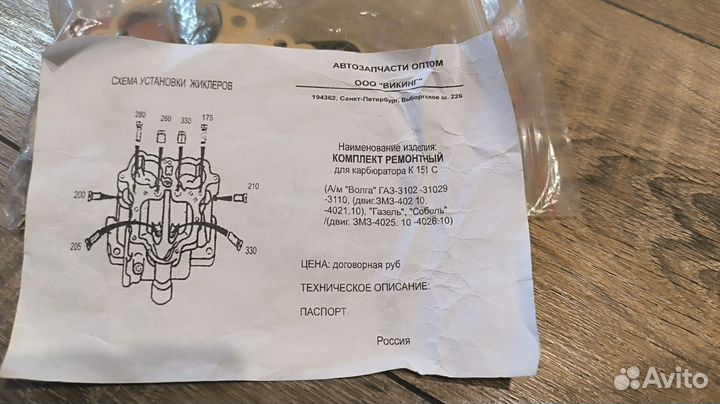 СХЕМА УСТАНОВКИ ЖИКЛЕРОВ
280 260 330 175
200
210
205
330
АВТОЗАПЧАСТИ ОПТОМ
ООО "ВИКИНГ"
194362, Санкт-Петербург, Выборгское ш. 226
Наименование изделия:
КОМПЛЕКТ РЕМОНТНЫЙ
для карбюратора К 151 С
(А/м "Волга" ГАЗ-3102 -31029
-3110, (двиг.ЗМЗ-402 10,
-4021.10), "Газель", "Соболь"
/(двиг. ЗМЗ-4025. 10 -4026.10)
ЦЕНА: договорная руб
ТЕХНИЧЕСКОЕ ОПИСАНИЕ:
ПАСПОРТ
Россия
Avito